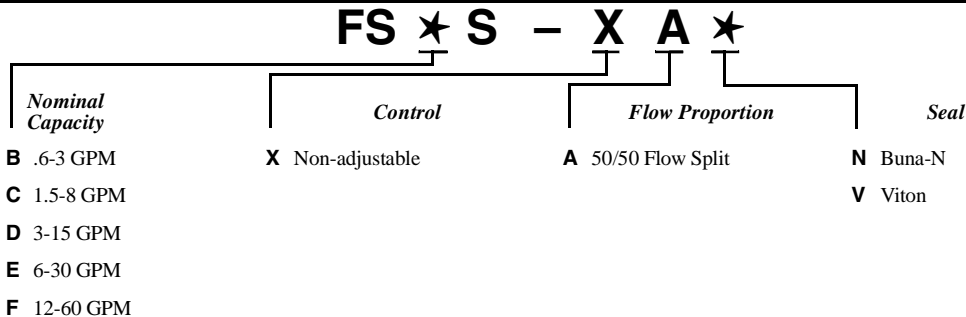 FS ✶ S – X A ✶
Nominal
Capacity
Control
Flow Proportion
Seal
B .6-3 GPM
X Non-adjustable
A 50/50 Flow Split
N Buna-N
C 1.5-8 GPM
V Viton
D 3-15 GPM
E 6-30 GPM
F 12-60 GPM